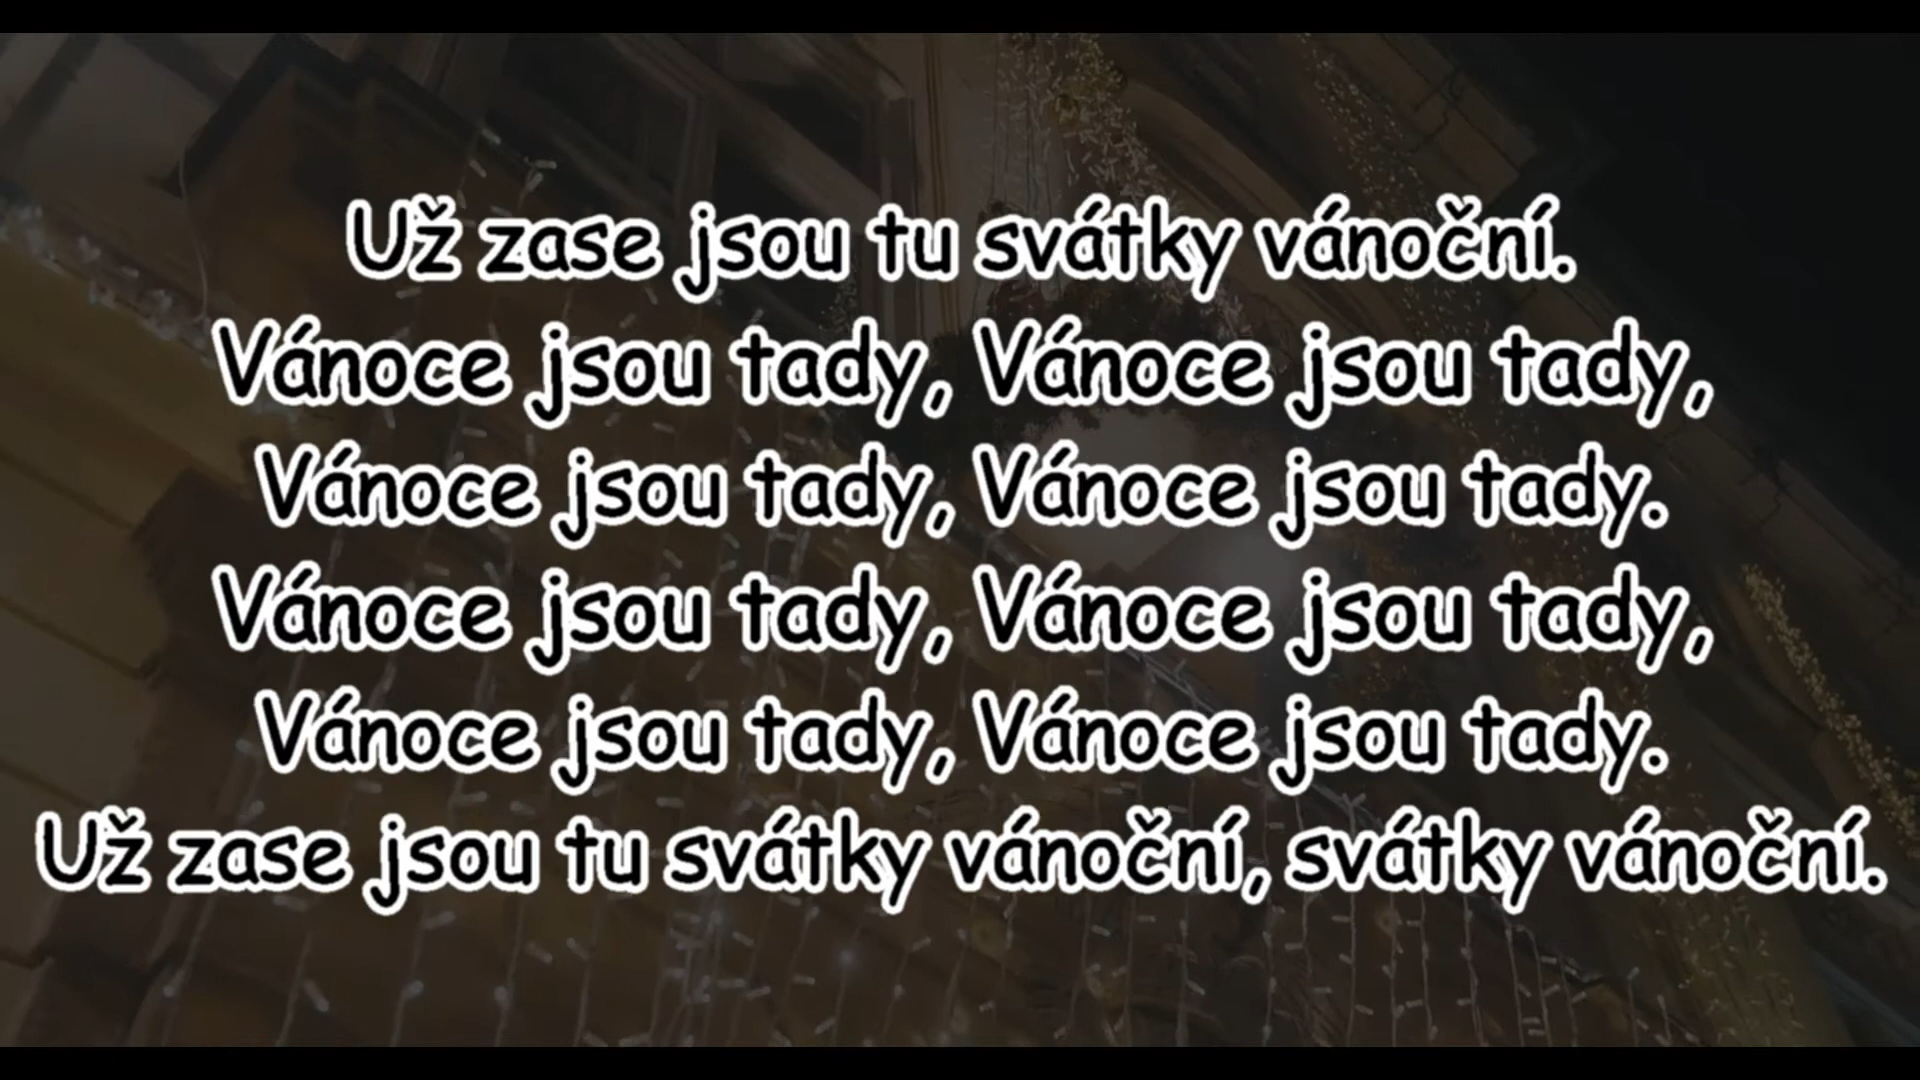 Už zase jsou tu svátky vánoční.
Vánoce jsou tady, Vánoce jsou tady,
Vánoce jsou tady, Vánoce jsou tady.
Vánoce jsou tady, Vánoce jsou tady,
Vánoce jsou tady, Vánoce jsou tady.
Už zase jsou tu svátky vánoční, svátky vánoční.